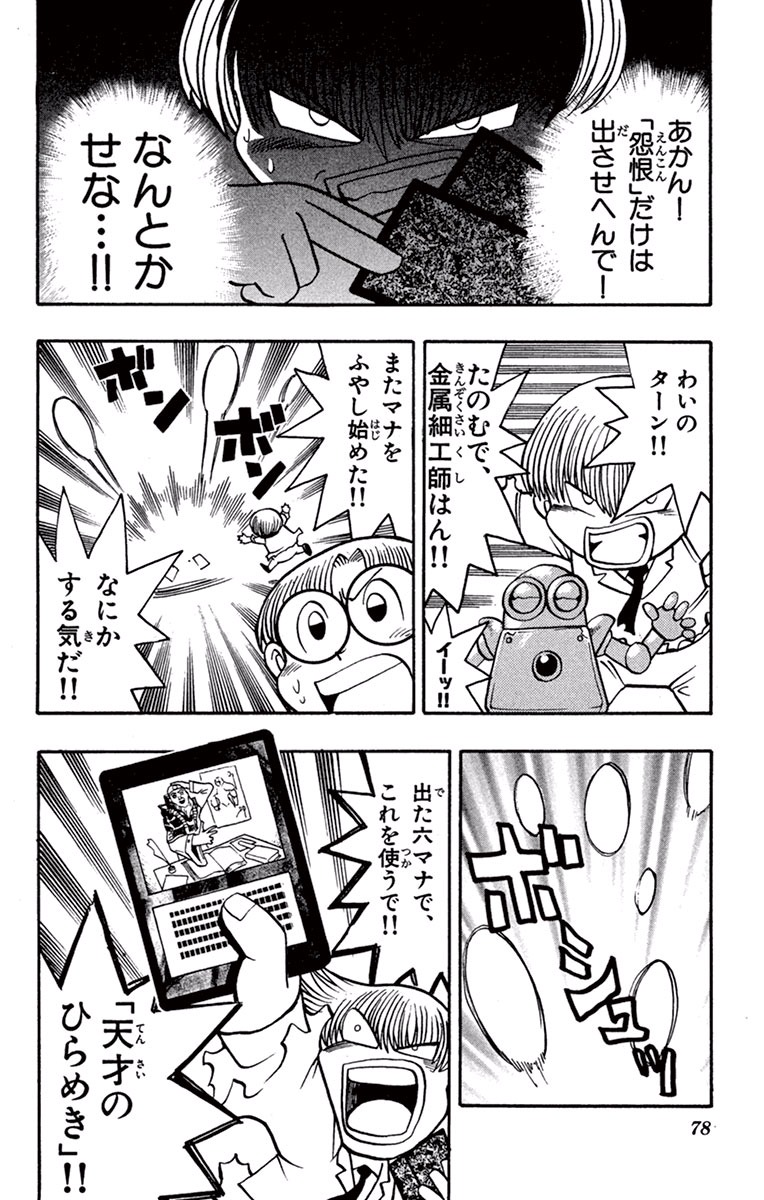 あかん！
「怨恨」だけは
出させへんで！
なんとか
せな…!!
わいの
ターン!!
たのむで、
金属細工師はん!!
イーッ!!
またマナを
ふやし始めた!!
ボンッ
ボンッ
なにか
する気だ!!
ギュッ
出た六マナで、
これを使うで!!
「天才の
ひらめき」!!
78